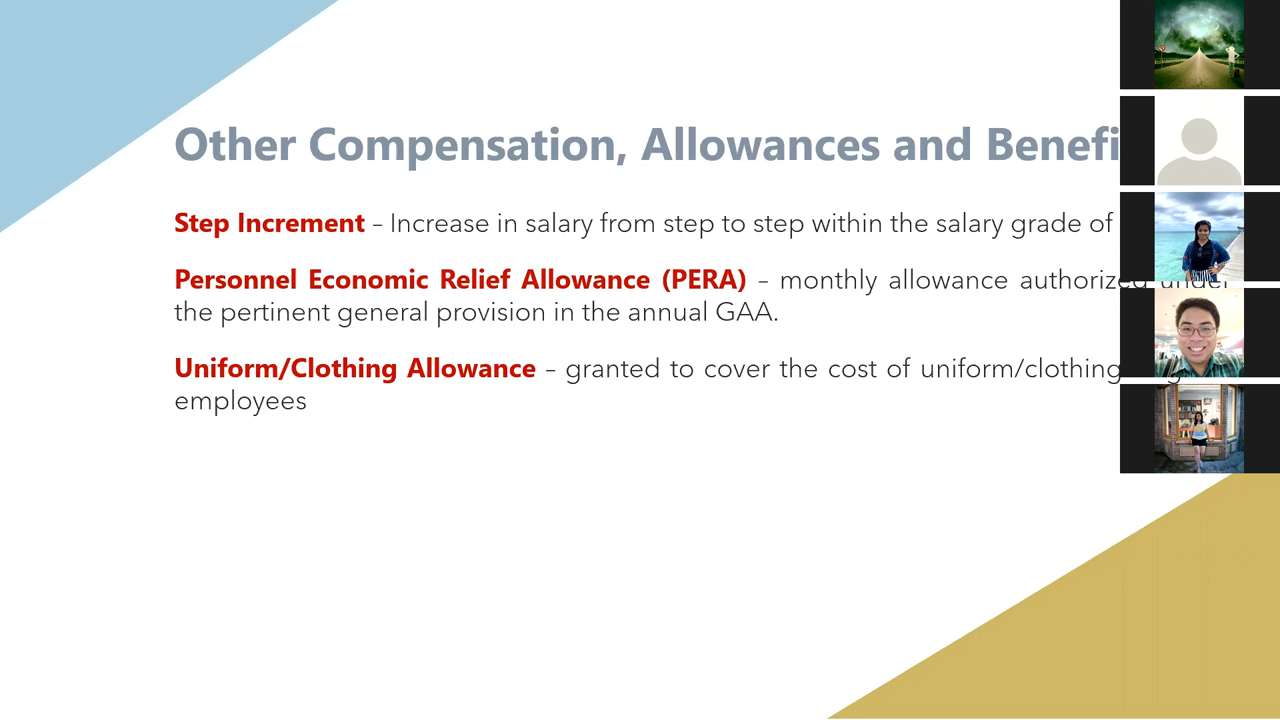 Other Compensation, Allowances and Benefi
Step Increment – Increase in salary from step to step within the salary grade of
Personnel Economic Relief Allowance (PERA) – monthly allowance authorized under
the pertinent general provision in the annual GAA.
Uniform/Clothing Allowance – granted to cover the cost of uniform/clothing
employees